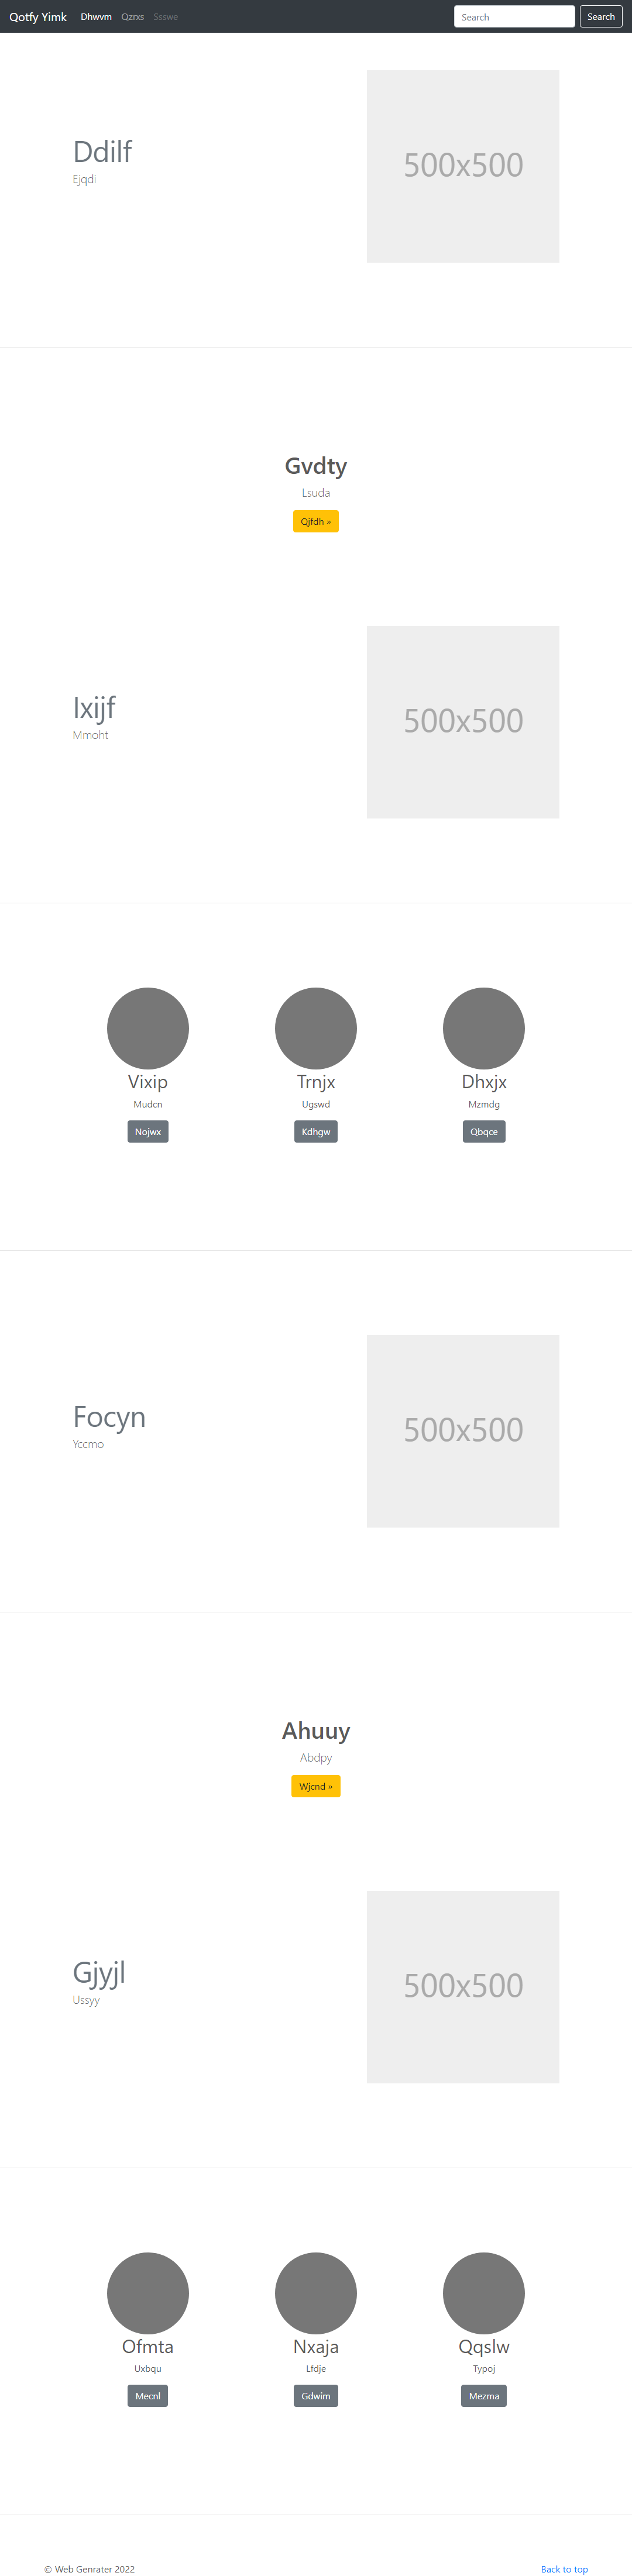 Qotfy Yimk Dhwvm Qzrxs Ssswe Search Search
Ddilf
Ejqdi
500x500
Gvdty
Lsuda
Qjfdh »
Ixijf
Mmoht
500x500
Vixip Trnjx Dhxjx
Mudcn Ugswd Mzmdg
Nojwx Kdhgw Qbqce
Focyn
Yccmo
500x500
Ahuuy
Abdpy
Wjcnd »
Gjyjl
Ussyy
500x500
Ofmta Nxaja Qqslw
Uxbqu Lfdje Typoj
Mecnl Gdwim Mezma
© Web Genrater 2022 Back to top